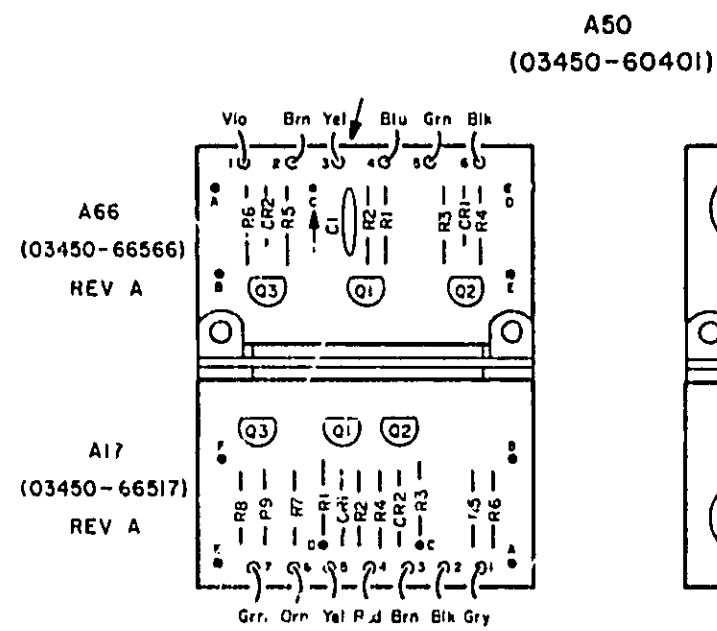 A50
(03450-60401)
Vio Brn Yel Blu Grn Blk
1 2 3 4 5 6
A C D
R6 CR2 R5 C1 R2 R1 R3 CR1 R4
A66
(03450-66566)
REV A
B E
Q3 Q1 Q2
Q3 Q1 Q2
F B
A17
(03450-66517)
REV A
R8 R7 R1 CR1 R2 R4 CR2 R3 R6
D C
E A
7 6 5 4 3 2 1
Grn Orn Yel Brn Blk Gry